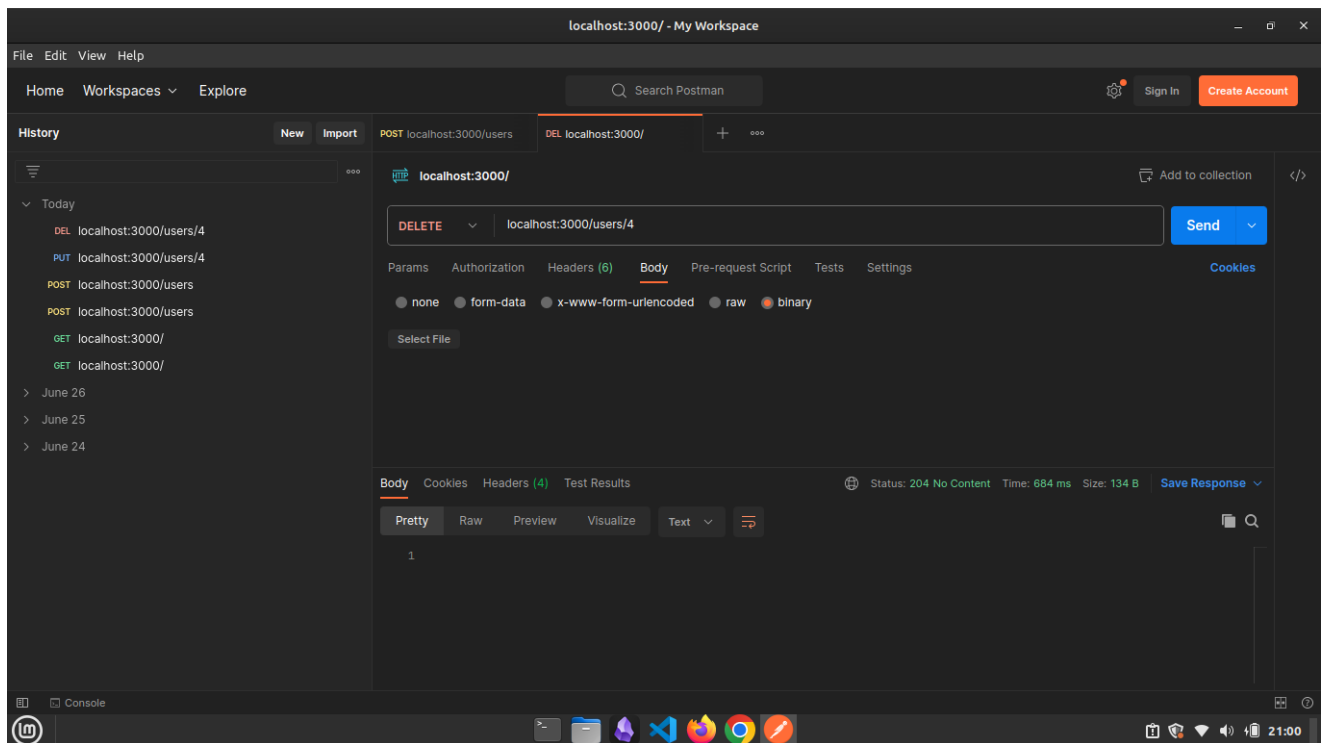 localhost:3000/ - My Workspace
File Edit View Help
Home Workspaces Explore
Search Postman
Sign In
Create Account
History
New Import
POST localhost:3000/users
DEL localhost:3000/
HTTP localhost:3000/
Add to collection
</>
Today
DEL localhost:3000/users/4
PUT localhost:3000/users/4
POST localhost:3000/users
POST localhost:3000/users
GET localhost:3000/
GET localhost:3000/
June 26
June 25
June 24
DELETE localhost:3000/users/4
Send
Params Authorization Headers (6) Body Pre-request Script Tests Settings
Cookies
none form-data x-www-form-urlencoded raw binary
Select File
Body Cookies Headers (4) Test Results
Status: 204 No Content Time: 684 ms Size: 134 B Save Response
Pretty Raw Preview Visualize Text
1
Console
21:00